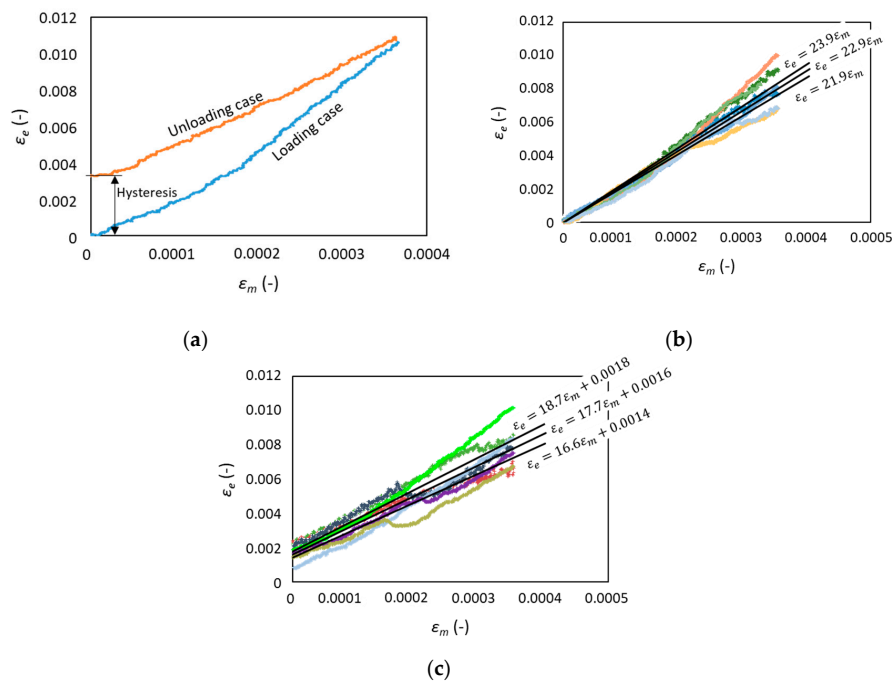 0.012
0.010
0.008
0.006
0.004
0.002
0
εe (-)
Unloading case
Loading case
Hysteresis
0 0.0001 0.0002 0.0003 0.0004
εm (-)
(a)
0.012
0.010
0.008
0.006
0.004
0.002
0
εe (-)
εe = 23.9εm
εe = 22.9εm
εe = 21.9εm
0 0.0001 0.0002 0.0003 0.0004 0.0005
εm (-)
(b)
0.012
0.010
0.008
0.006
0.004
0.002
0
εe (-)
εe = 18.7εm + 0.0018
εe = 17.7εm + 0.0016
εe = 16.6εm + 0.0014
0 0.0001 0.0002 0.0003 0.0004 0.0005
εm (-)
(c)